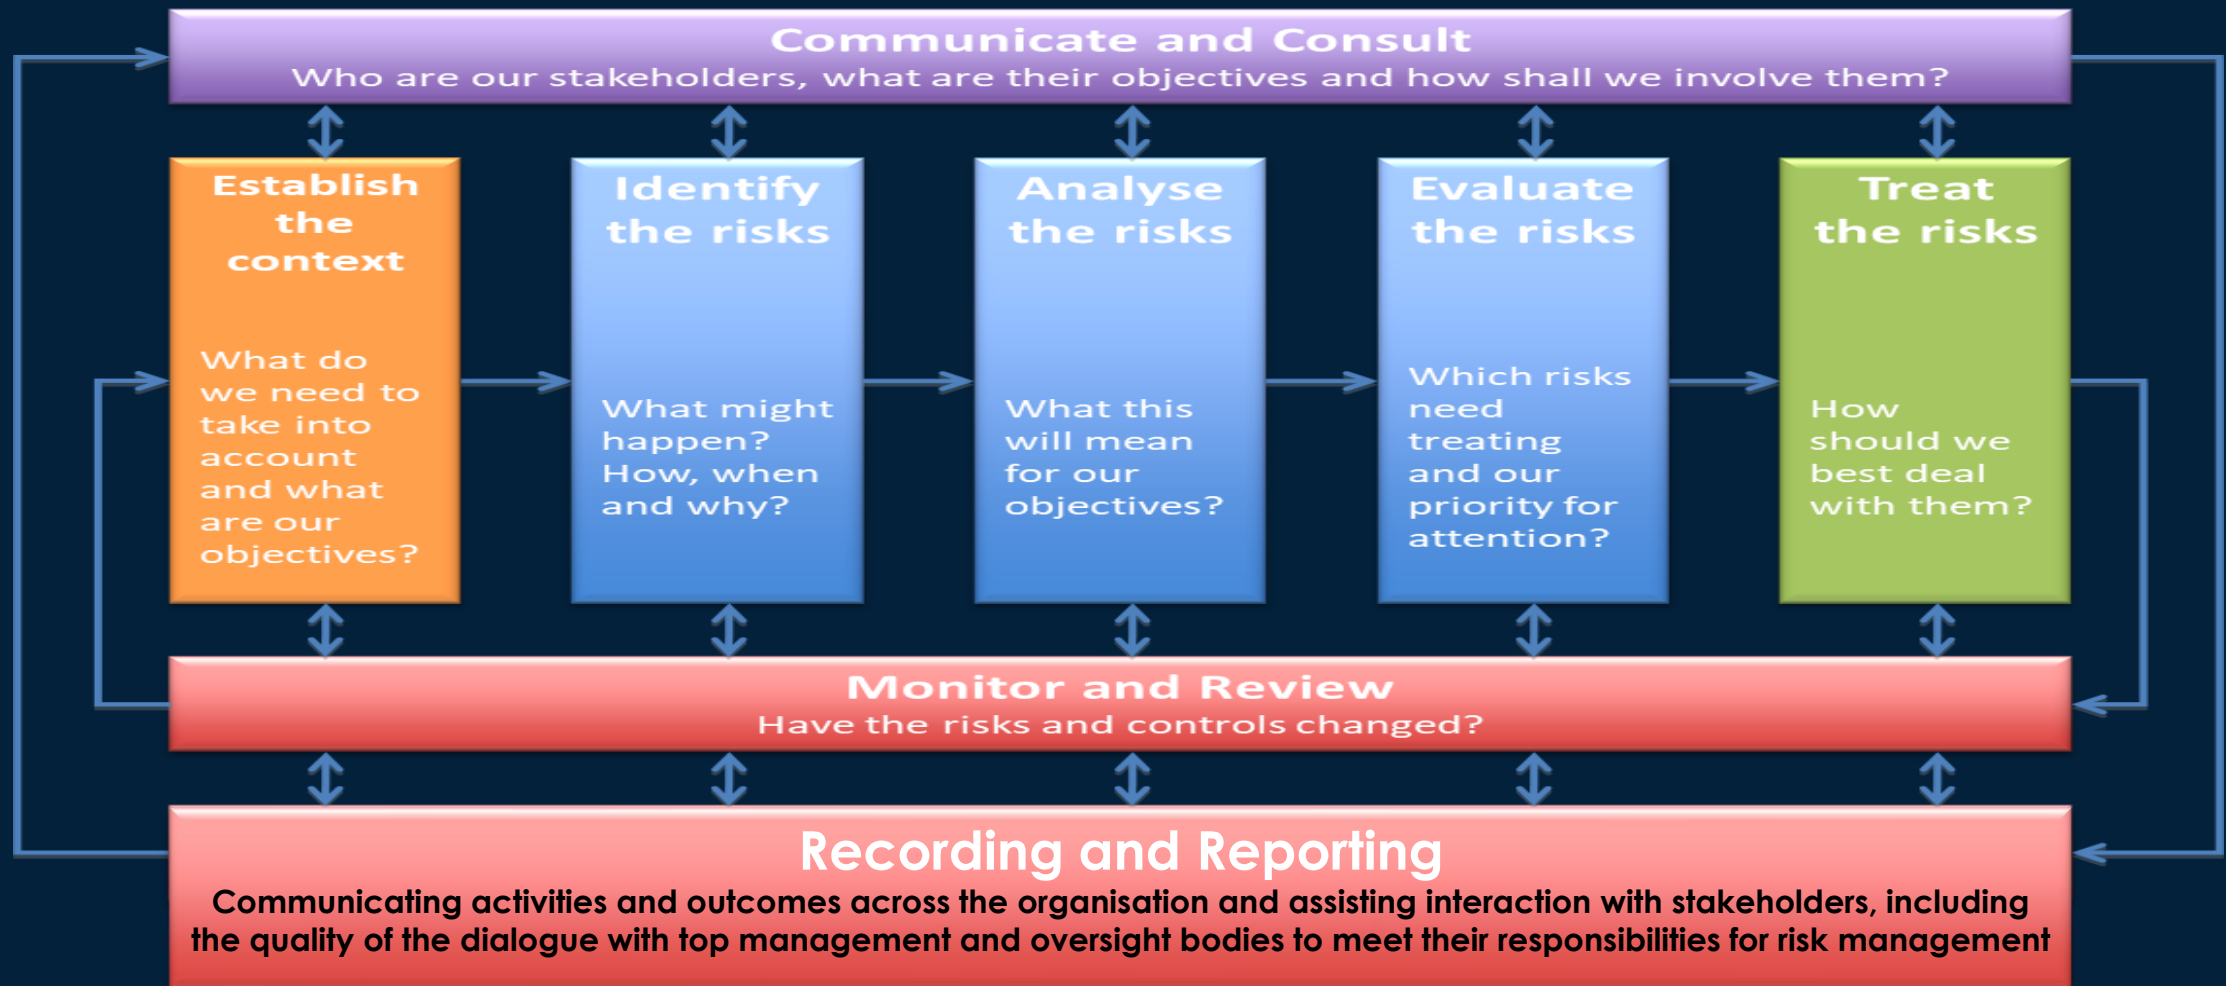 Communicate and Consult
Who are our stakeholders, what are their objectives and how shall we involve them?
Establish
the
context
What do
we need to
take into
account
and what
are our
objectives?
Identify
the risks
What might
happen?
How, when
and why?
Analyse
the risks
What this
will mean
for our
objectives?
Evaluate
the risks
Which risks
need
treating
and our
priority for
attention?
Treat
the risks
How
should we
best deal
with them?
Monitor and Review
Have the risks and controls changed?
Recording and Reporting
Communicating activities and outcomes across the organisation and assisting interaction with stakeholders, including
the quality of the dialogue with top management and oversight bodies to meet their responsibilities for risk management